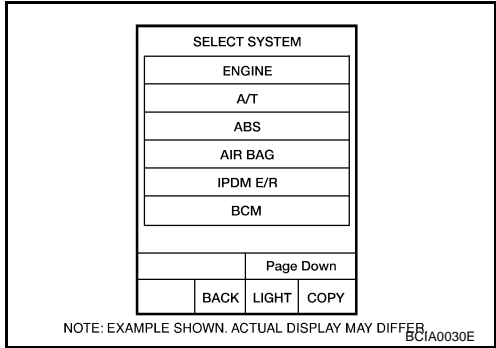 SELECT SYSTEM
ENGINE
A/T
ABS
AIR BAG
IPDM E/R
BCM
Page Down
BACK LIGHT COPY
NOTE: EXAMPLE SHOWN. ACTUAL DISPLAY MAY DIFFER.
BCIA0030E